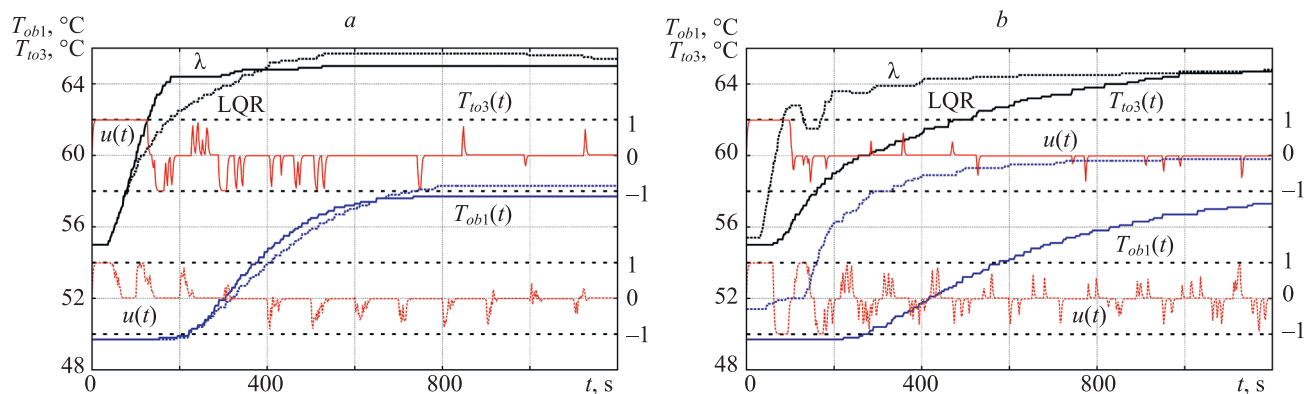 T_ob1, °C
T_to3, °C
a
64
60
56
52
48
λ
LQR
T_to3(t)
u(t)
T_ob1(t)
u(t)
1
0
−1
1
0
−1
0
400
800
t, s
T_ob1, °C
T_to3, °C
b
64
60
56
52
48
λ
LQR
T_to3(t)
u(t)
T_ob1(t)
u(t)
1
0
−1
1
0
−1
0
400
800
t, s